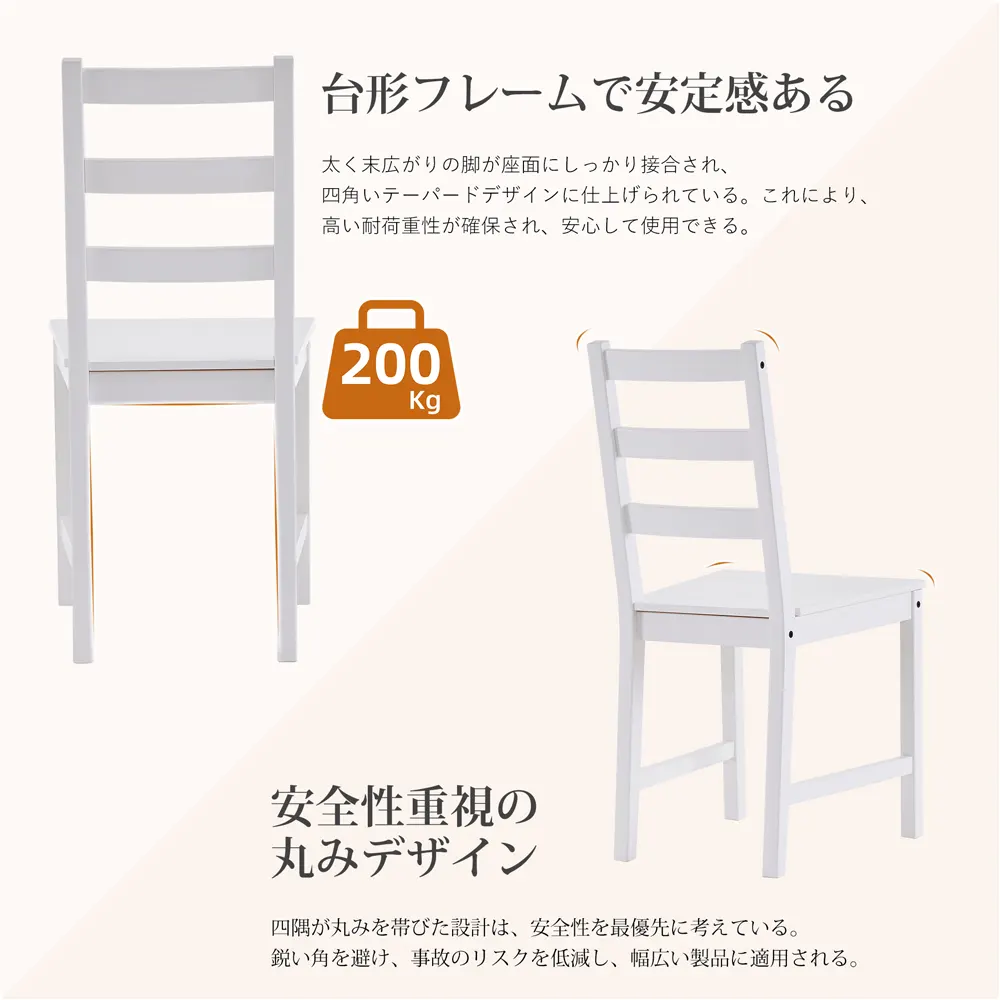 台形フレームで安定感ある
太く末広がりの脚が座面にしっかり接合され、
四角いテーパードデザインに仕上げられている。これにより、
高い耐荷重性が確保され、安心して使用できる。
200
Kg
安全性重視の
丸みデザイン
四隅が丸みを帯びた設計は、安全性を最優先に考えている。
鋭い角を避け、事故のリスクを低減し、幅広い製品に適用される。